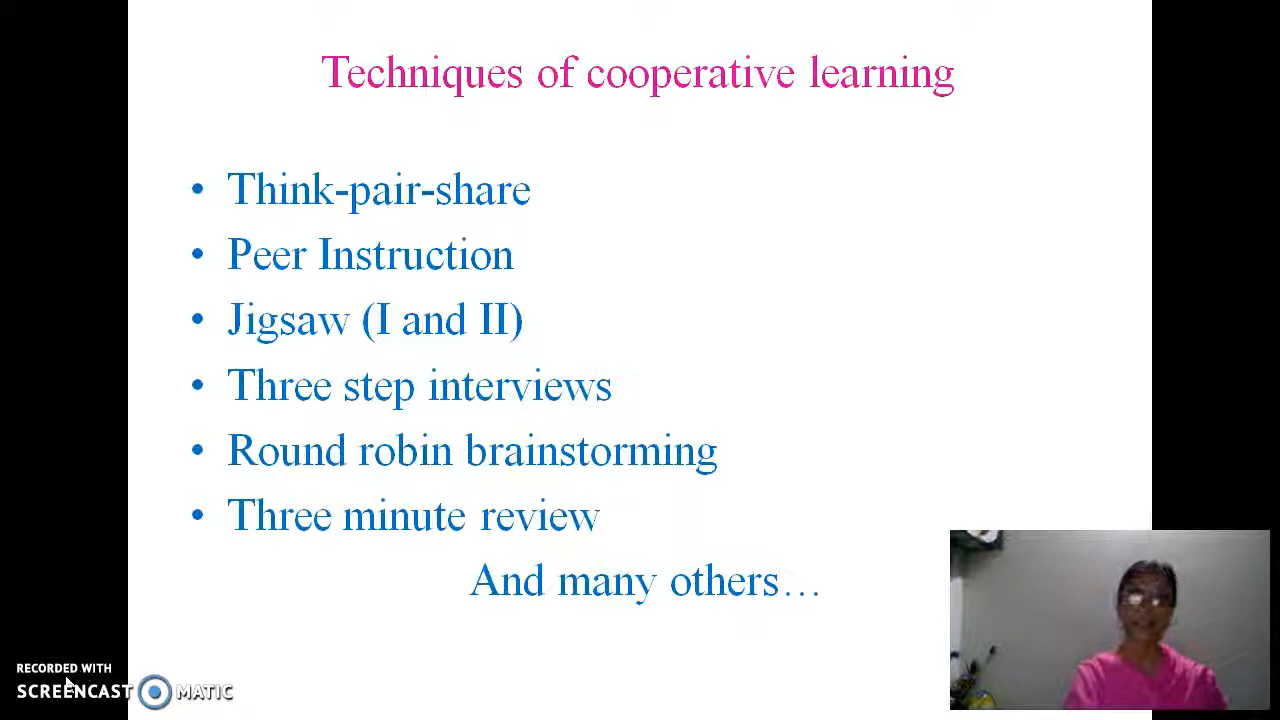 Techniques of cooperative learning
• Think-pair-share
• Peer Instruction
• Jigsaw (I and II)
• Three step interviews
• Round robin brainstorming
• Three minute review
And many others…
RECORDED WITH
SCREENCAST MATIC